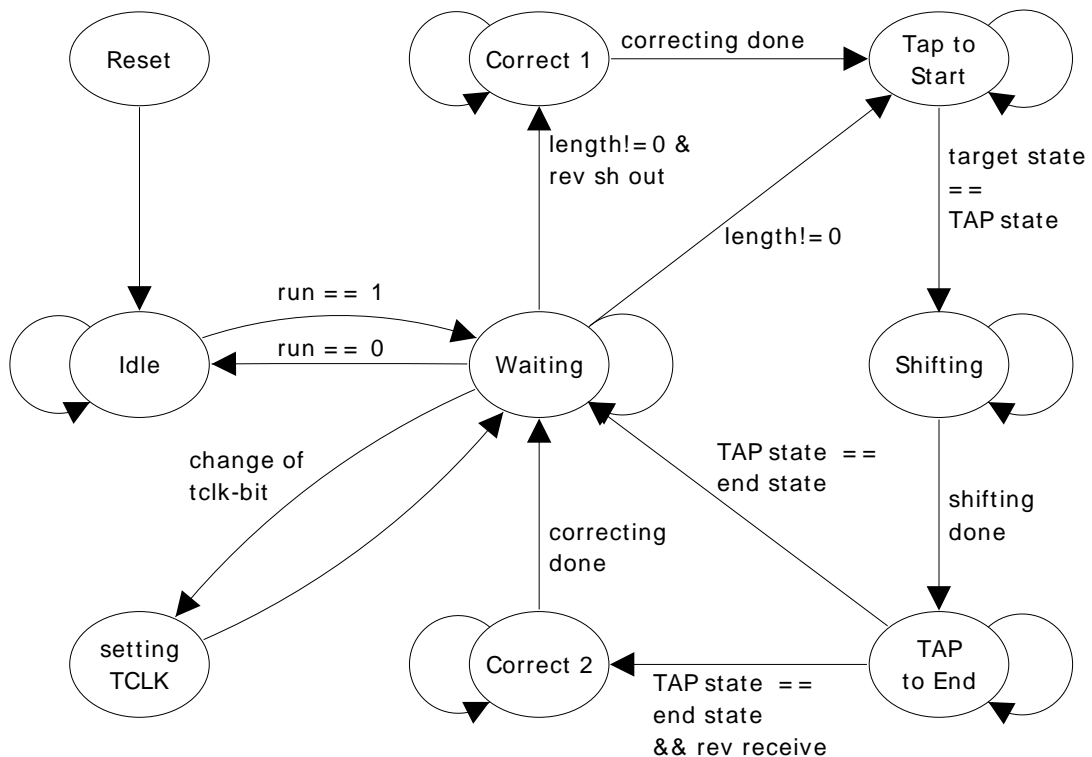 Reset
Correct 1
correcting done
Tap to
Start
length!=0 &
rev sh out
target state
==
TAP state
length!=0
run == 1
Idle
run == 0
Waiting
Shifting
change of
tclk-bit
TAP state ==
end state
shifting
done
correcting
done
setting
TCLK
Correct 2
TAP
to End
TAP state ==
end state
&& rev receive